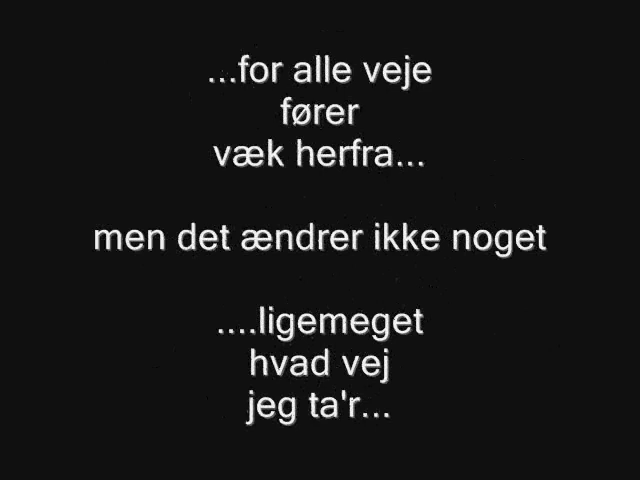 ...for alle veje
fører
væk herfra...
men det ændrer ikke noget
....ligemeget
hvad vej
jeg ta'r...